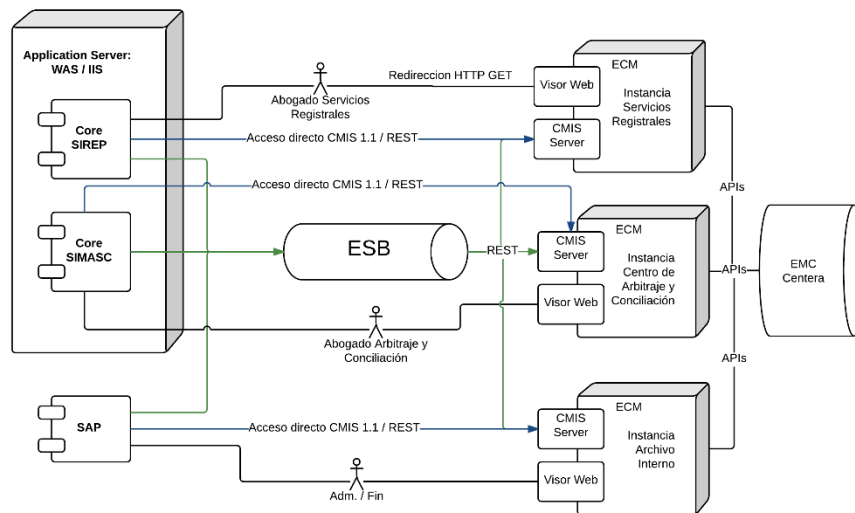 Application Server:
WAS / IIS
Core
SIREP
Core
SIMASC
SAP
Abogado Servicios
Registrales
Redireccion HTTP GET
Acceso directo CMIS 1.1 / REST
Acceso directo CMIS 1.1 / REST
ESB
REST
Abogado Arbitraje y
Conciliación
Acceso directo CMIS 1.1 / REST
Adm. / Fin
ECM
Visor Web
Instancia
Servicios
Registrales
CMIS
Server
ECM
CMIS
Server
Instancia
Centro de
Arbitraje y
Conciliación
Visor Web
ECM
CMIS
Server
Instancia
Archivo
Interno
Visor Web
APIs
APIs
APIs
EMC
Centera